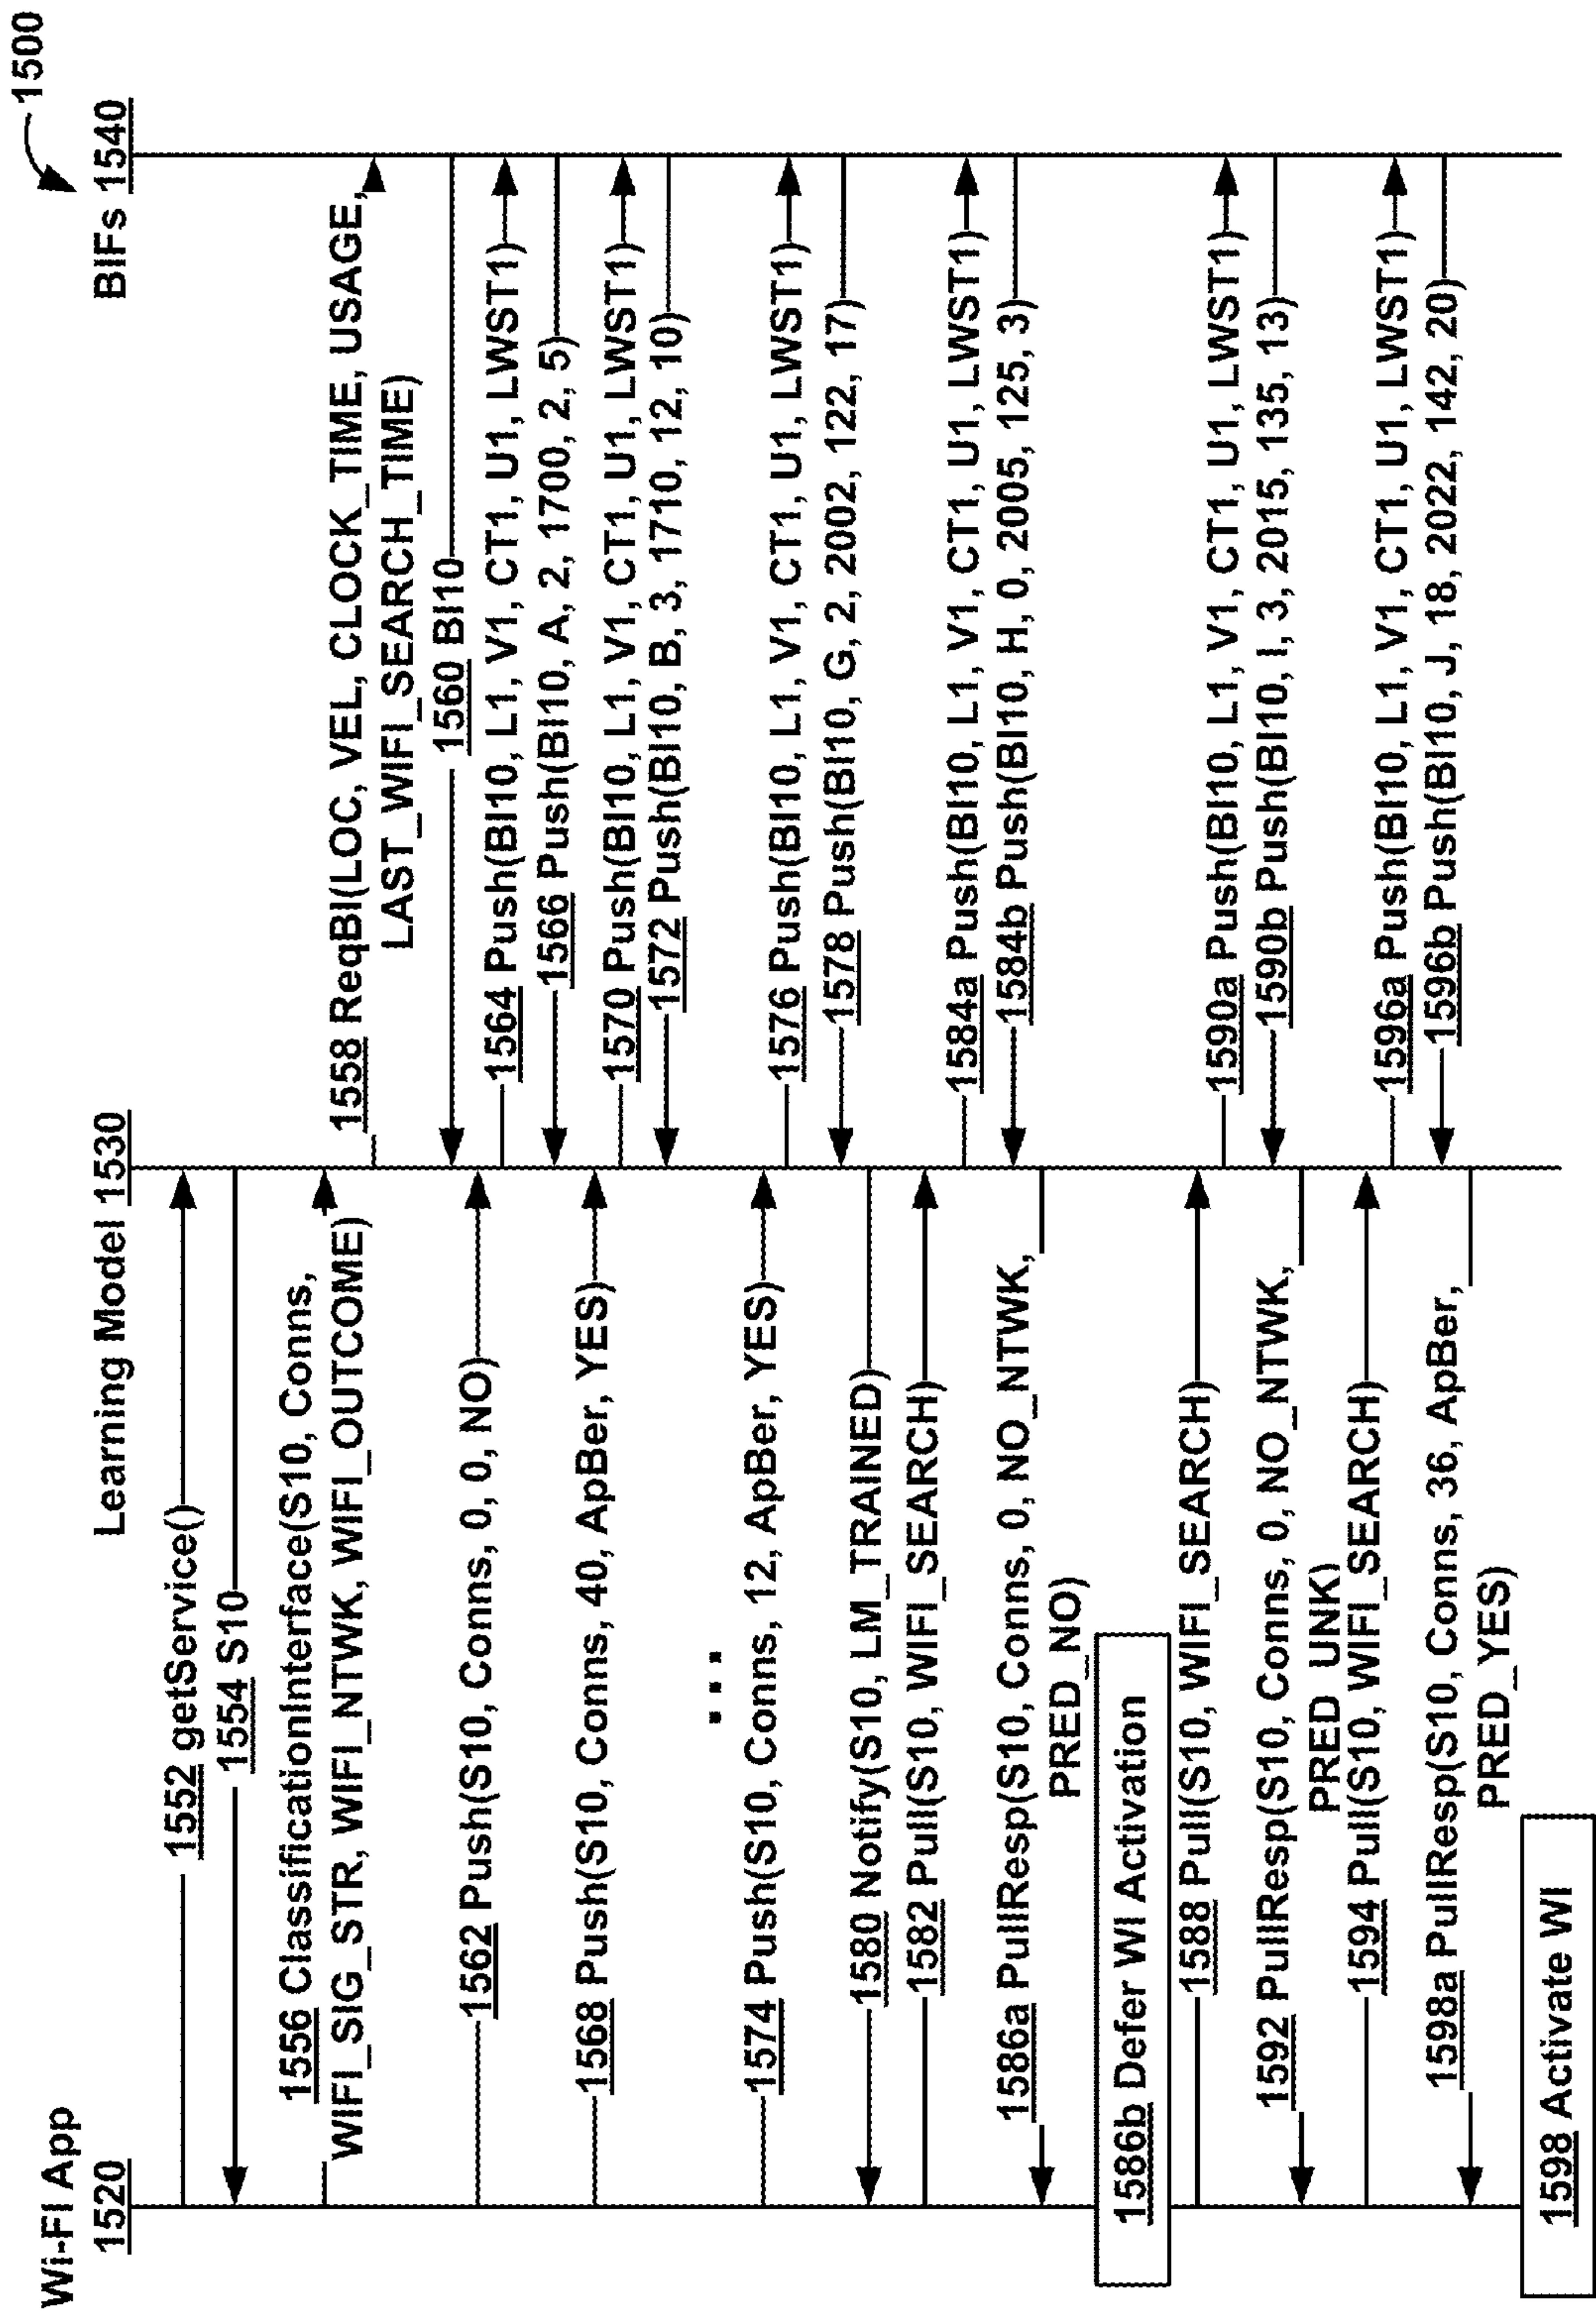 1500
Wi-Fi App
1520
Learning Model 1530
BIFs 1540
1552 getService()
1554 S10
1556 ClassificationInterface(S10, Conns,
WIFI_SIG_STR, WIFI_NTWK, WIFI_OUTCOME)
1558 ReqBI(LOC, VEL, CLOCK_TIME, USAGE,
LAST_WIFI_SEARCH_TIME)
1560 BI10
1562 Push(S10, Conns, 0, 0, NO)
1564 Push(BI10, L1, V1, CT1, U1, LWST1)
1566 Push(BI10, A, 2, 1700, 2, 5)
1568 Push(S10, Conns, 40, ApBer, YES)
1570 Push(BI10, L1, V1, CT1, U1, LWST1)
1572 Push(BI10, B, 3, 1710, 12, 10)
...
1574 Push(S10, Conns, 12, ApBer, YES)
1576 Push(BI10, L1, V1, CT1, U1, LWST1)
1578 Push(BI10, G, 2, 2002, 122, 17)
1580 Notify(S10, LM_TRAINED)
1582 Pull(S10, WIFI_SEARCH)
1584a Push(BI10, L1, V1, CT1, U1, LWST1)
1584b Push(BI10, H, 0, 2005, 125, 3)
1586a PullResp(S10, Conns, 0, NO_NTWK,
PRED_NO)
1586b Defer WI Activation
1588 Pull(S10, WIFI_SEARCH)
1590a Push(BI10, L1, V1, CT1, U1, LWST1)
1590b Push(BI10, I, 3, 2015, 135, 13)
1592 PullResp(S10, Conns, 0, NO_NTWK,
PRED_UNK)
1594 Pull(S10, WIFI_SEARCH)
1596a Push(BI10, L1, V1, CT1, U1, LWST1)
1596b Push(BI10, J, 18, 2022, 142, 20)
1598a PullResp(S10, Conns, 36, ApBer,
PRED_YES)
1598 Activate WI